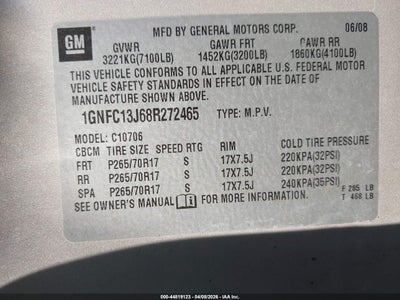 GM
MFD BY GENERAL MOTORS CORP. 06/08
GVWR GAWR FRT GAWR RR
3221KG(7100LB) 1452KG(3200LB) 1860KG(4100LB)
THIS VEHICLE CONFORMS TO ALL APPLICABLE U.S. FEDERAL MOTOR
VEHICLE SAFETY STANDARDS IN EFFECT ON THE DATE OF
MANUFACTURE SHOWN ABOVE.
1GNFC13J68R272465 TYPE: M.P.V.
C10706
CBCM TIRE SIZE SPEED RTG RIM COLD TIRE PRESSURE
FRT P265/70R17 S 17X7.5J 220KPA(32PSI)
RR P265/70R17 S 17X7.5J 220KPA(32PSI)
SPA P265/70R17 S 17X7.5J 240KPA(35PSI)
SEE OWNER'S MANUAL FOR MORE INFORMATION.
F 285 LB
T 468 LB
000-44819123 - 04/08/2026 - IAA Inc.